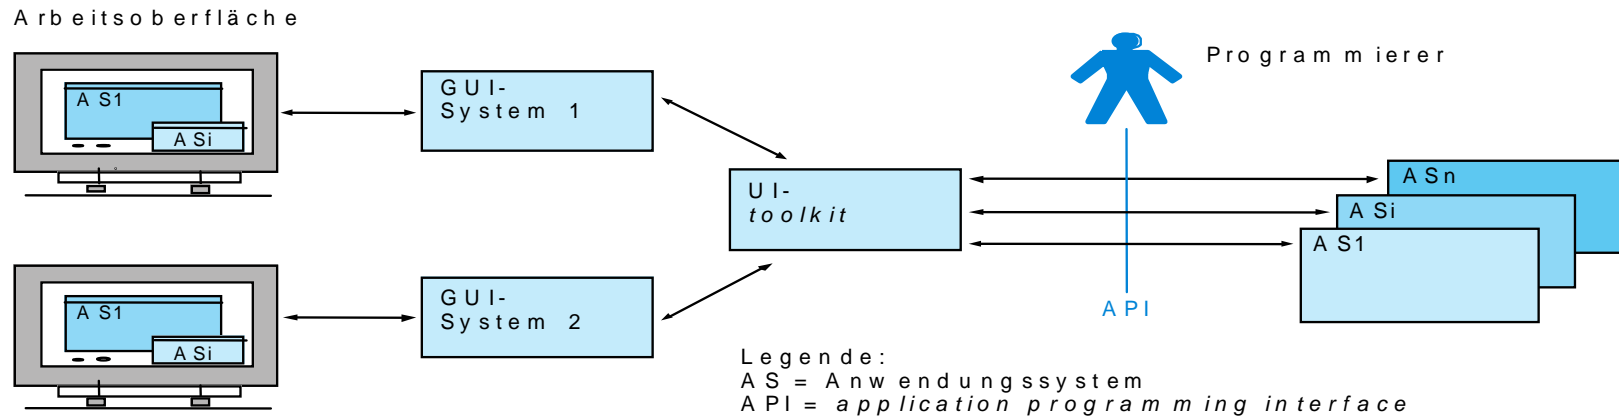 Arbeitsoberfläche
Programmierer
AS1
ASi
GUI-
System 1
UI-
toolkit
ASn
ASi
AS1
AS1
ASi
GUI-
System 2
API
Legende:
AS = Anwendungssystem
API = application programming interface